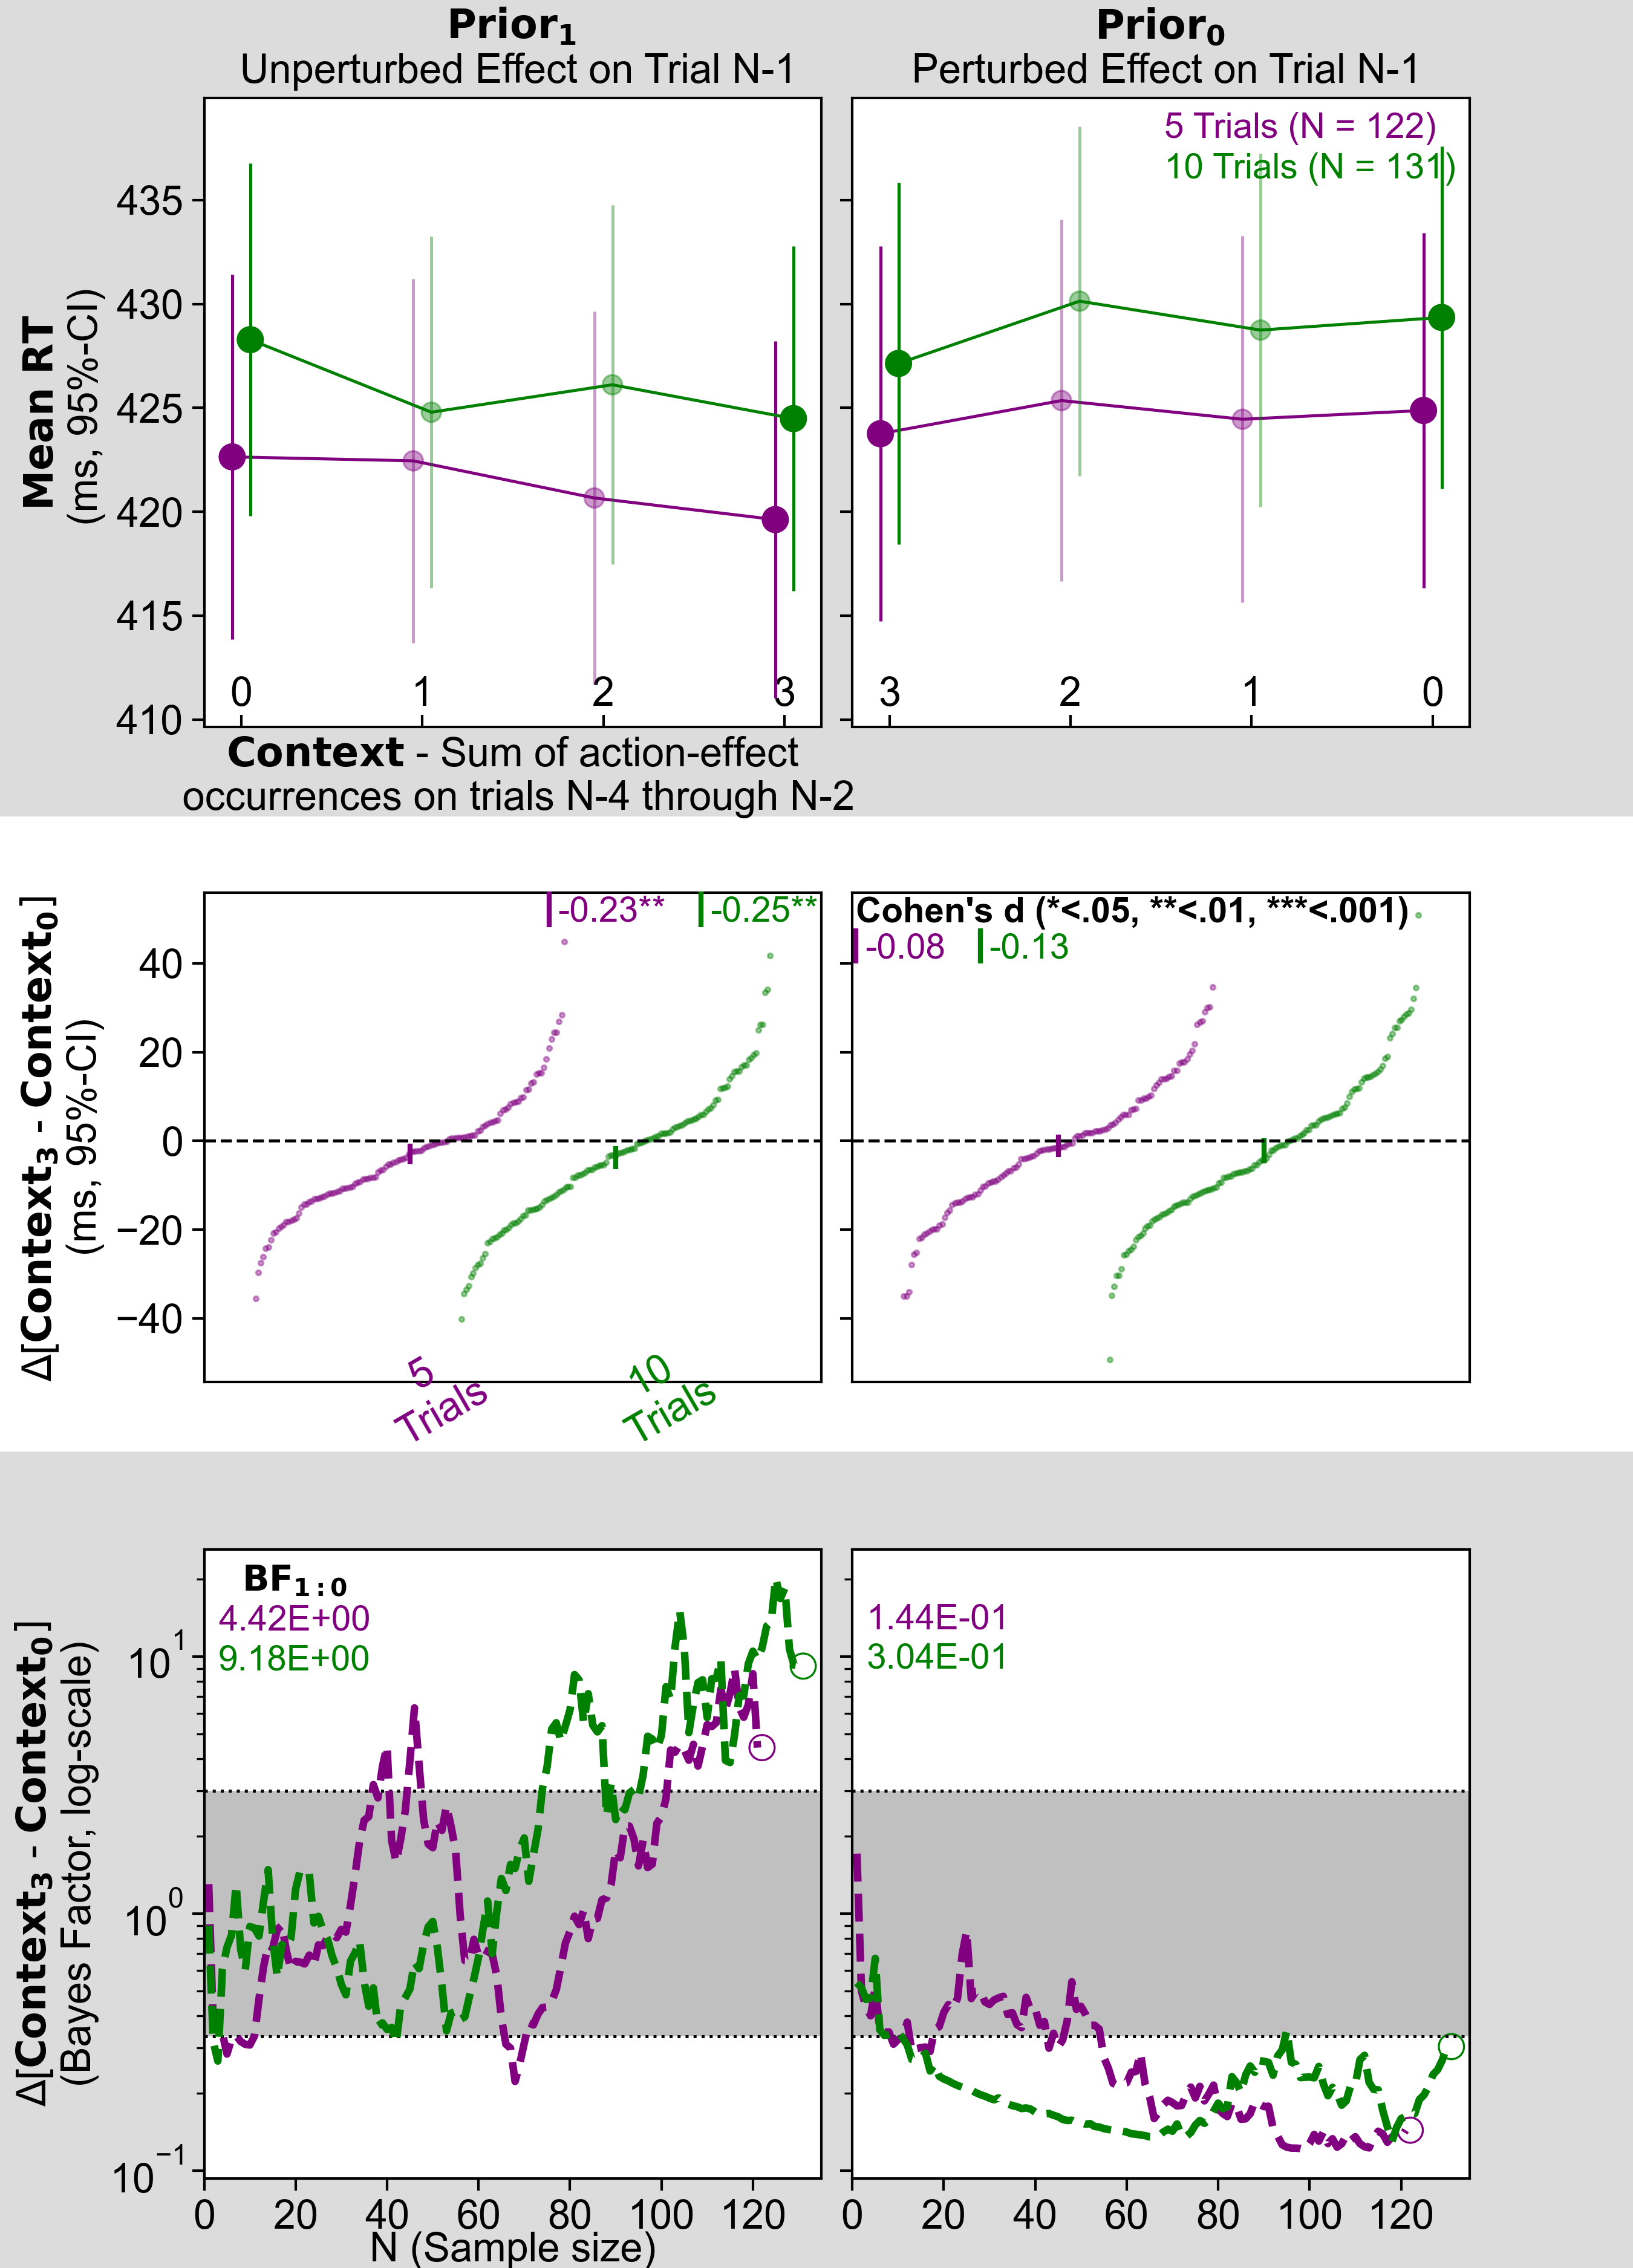 Prior1
Unperturbed Effect on Trial N-1
Prior0
Perturbed Effect on Trial N-1
5 Trials (N = 122)
10 Trials (N = 131)
Mean RT
(ms, 95%-CI)
435
430
425
420
415
410
0 1 2 3
3 2 1 0
Context - Sum of action-effect
occurrences on trials N-4 through N-2
Δ[Context3 - Context0]
(ms, 95%-CI)
40
20
0
−20
−40
-0.23** -0.25**
Cohen's d (*<.05, **<.01, ***<.001)
-0.08 -0.13
5
Trials
10
Trials
Δ[Context3 - Context0]
(Bayes Factor, log-scale)
10^1
10^0
10^−1
BF1:0
4.42E+00
9.18E+00
1.44E-01
3.04E-01
0 20 40 60 80 100 120
0 20 40 60 80 100 120
N (Sample size)